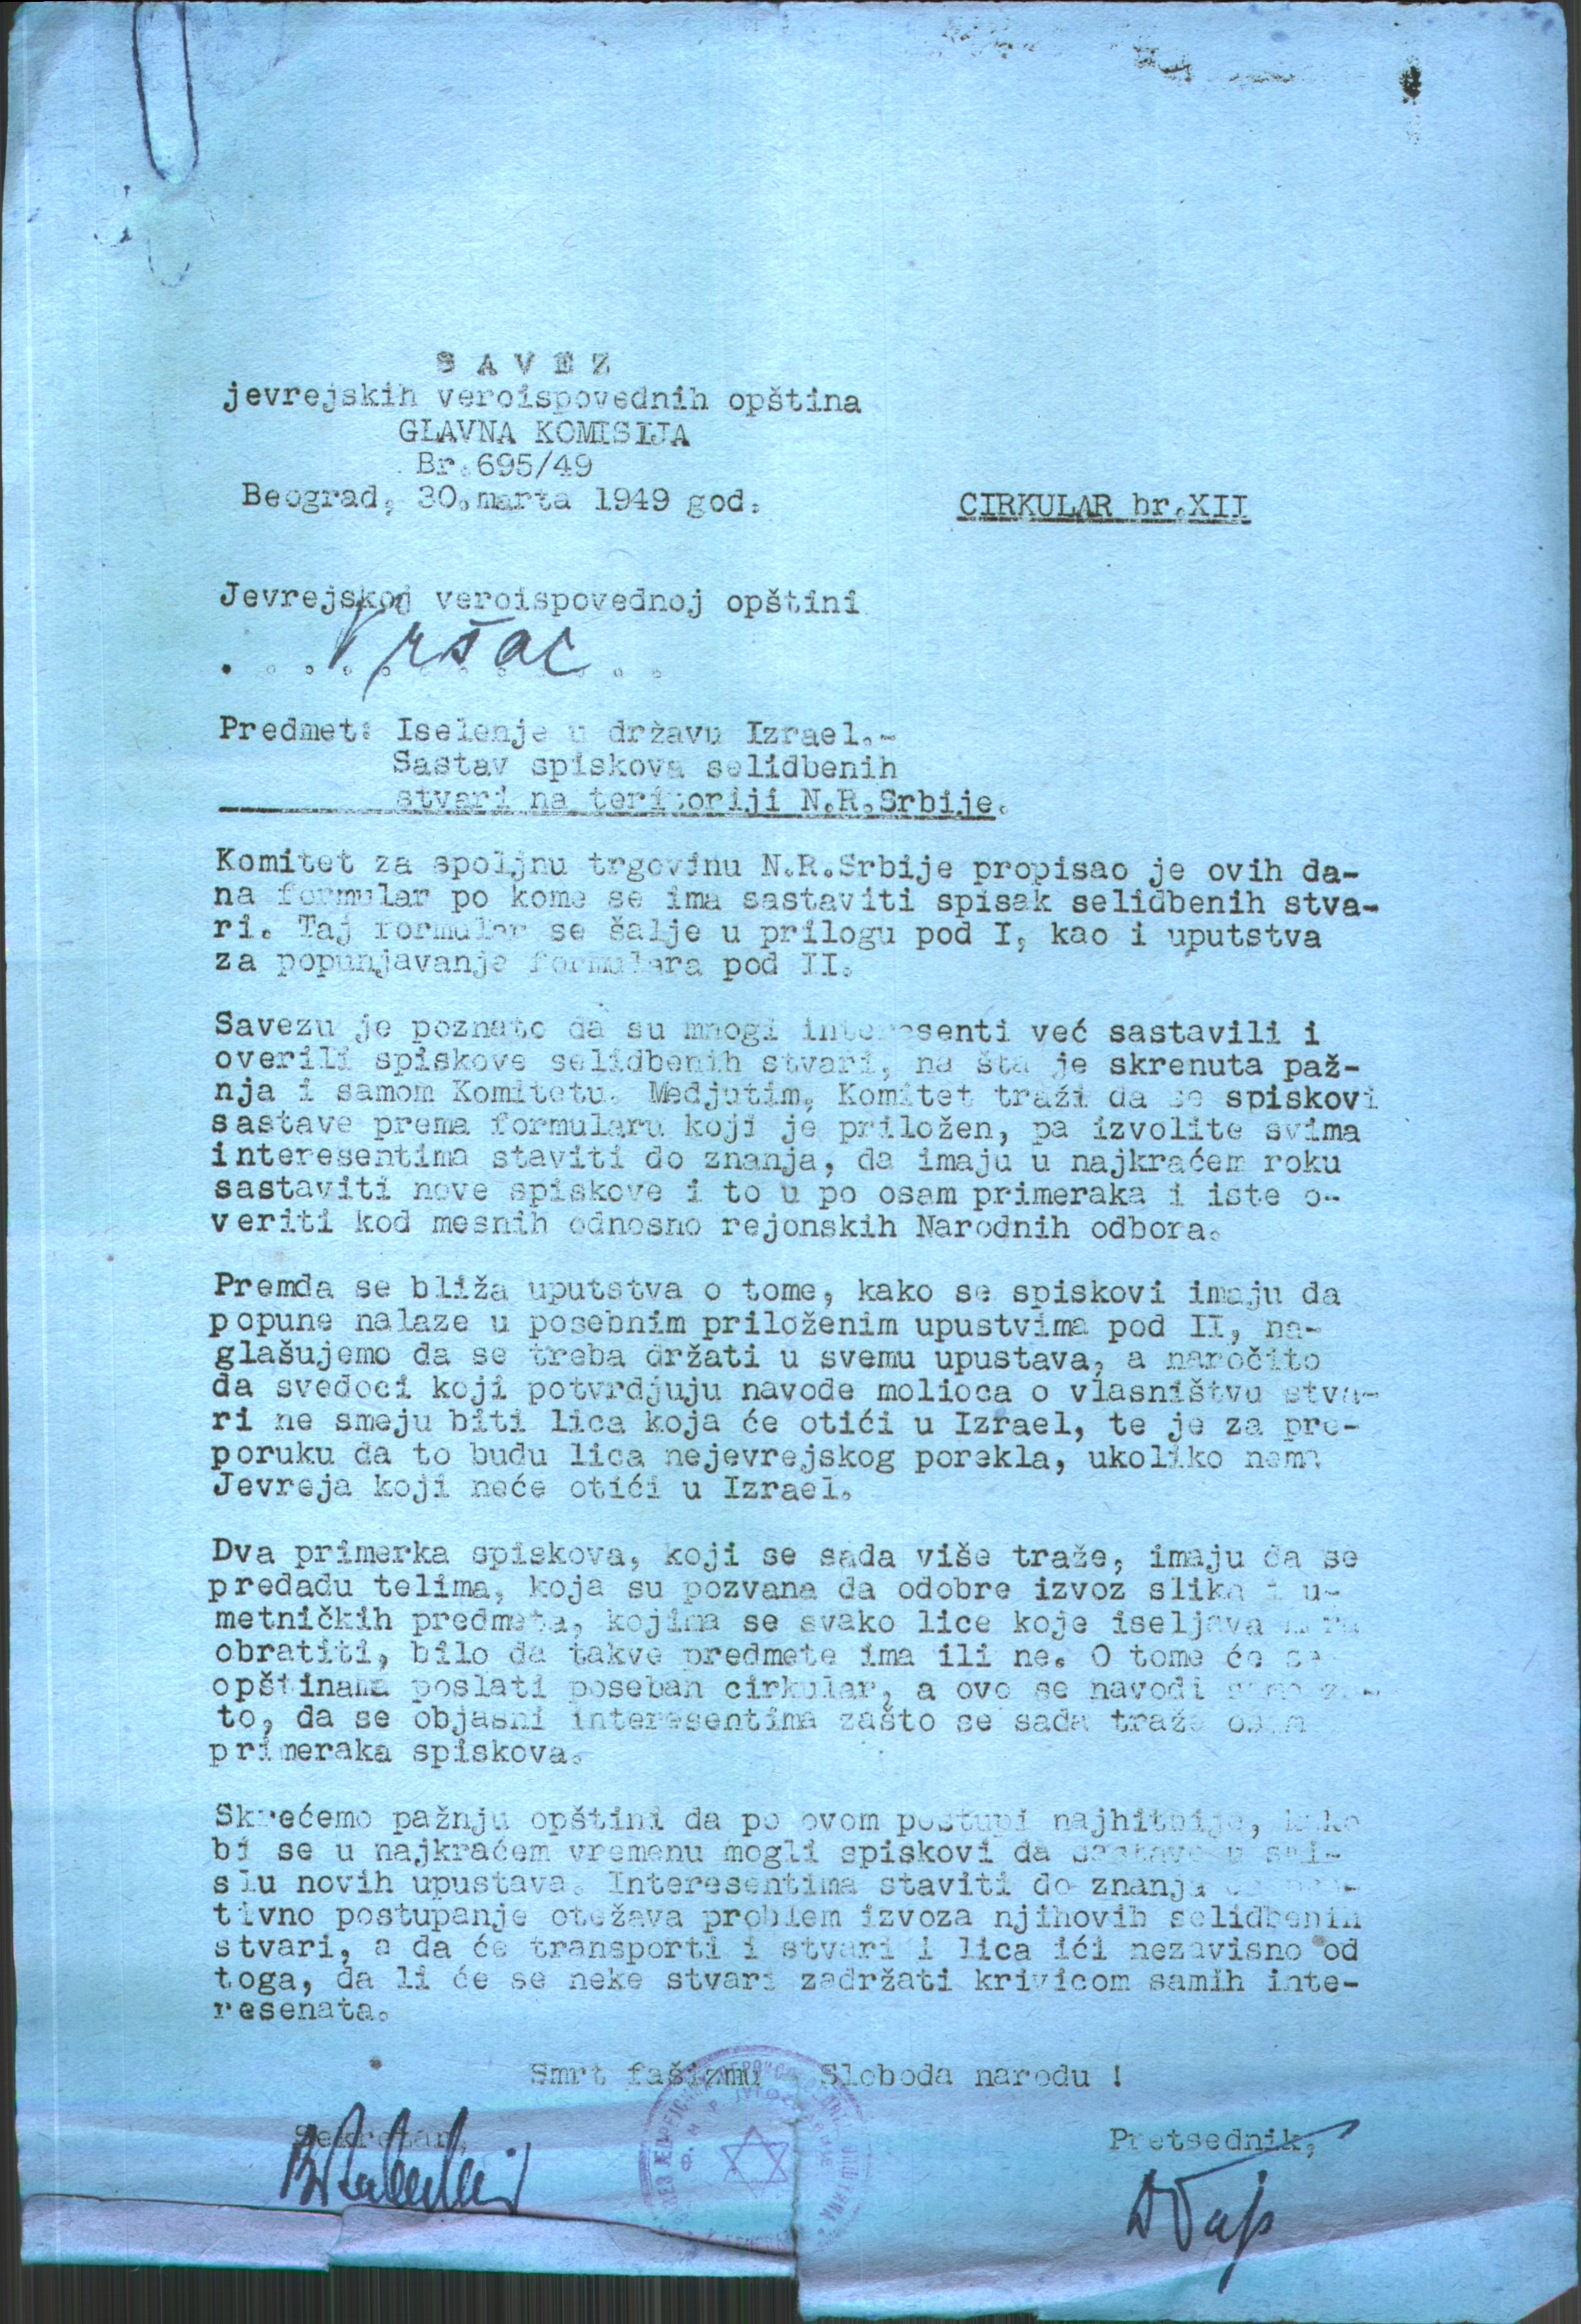 S A V E Z
jevrejskih veroispovednih opština
GLAVNA KOMISIJA
Br.695/49
Beograd, 30.marta 1949 god.
CIRKULAR br.XII
Jevrejskoj veroispovednoj opštini
Vršac
Predmet: Iselenje u državu Izrael.-
Sastav spiskova selidbenih
stvari na teritoriji N.R.Srbije.
Komitet za spoljnu trgovinu N.R.Srbije propisao je ovih da-
na formular po kome se ima sastaviti spisak selidbenih stva-
ri. Taj formular se šalje u prilogu pod I, kao i uputstva
za popunjavanje formulara pod II.
Savezu je poznato da su mnogi interesenti već sastavili i
overili spiskove selidbenih stvari, na šta je skrenuta paž-
nja i samom Komitetu. Medjutim, Komitet traži da se spiskovi
sastave prema formularu koji je priložen, pa izvolite svima
interesentima staviti do znanja, da imaju u najkraćem roku
sastaviti nove spiskove i to u po osam primeraka i iste o-
veriti kod mesnih odnosno rejonskih Narodnih odbora.
Premda se bliža uputstva o tome, kako se spiskovi imaju da
popune nalaze u posebnim priloženim upustvima pod II, na-
glašujemo da se treba držati u svemu upustava, a naročito
da svedoci koji potvrdjuju navode molioca o vlasništvu stva-
ri ne smeju biti lica koja će otići u Izrael, te je za pre-
poruku da to budu lica nejevrejskog porekla, ukoliko nema
Jevreja koji neće otići u Izrael.
Dva primerka spiskova, koji se sada više traže, imaju da se
predadu telima, koja su pozvana da odobre izvoz slika i u-
metničkih predmeta, kojima se svako lice koje iseljava mora
obratiti, bilo da takve predmete ima ili ne. O tome će se
opštinama poslati poseban cirkular, a ovo se navodi samo za-
to, da se objasni interesentima zašto se sada traže osam
primeraka spiskova.
Skrećemo pažnju opštini da po ovom postupi najhitnije, kako
bi se u najkraćem vremenu mogli spiskovi da sastave u smi-
slu novih upustava. Interesentima staviti do znanja da pro-
tivno postupanje otežava problem izvoza njihovih selidbenih
stvari, a da će transporti i stvari i lica ići nezavisno od
toga, da li će se neke stvari zadržati krivicom samih inte-
resenata.
Smrt fašizmu - Sloboda narodu !
Sekretar,
Pretsednik,